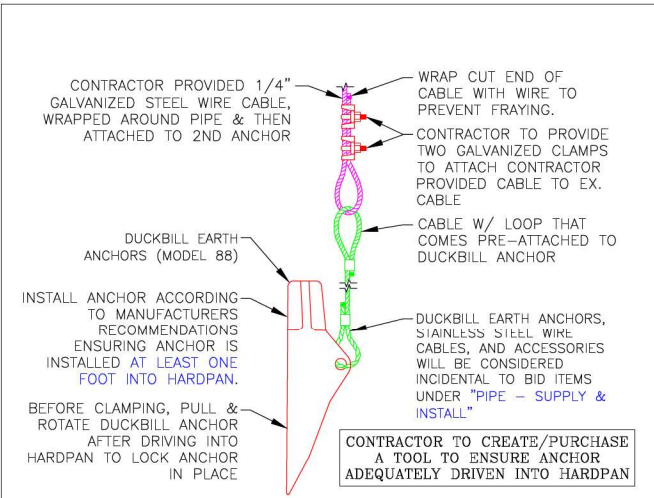 CONTRACTOR PROVIDED 1/4"
GALVANIZED STEEL WIRE CABLE,
WRAPPED AROUND PIPE & THEN
ATTACHED TO 2ND ANCHOR
WRAP CUT END OF
CABLE WITH WIRE TO
PREVENT FRAYING.
CONTRACTOR TO PROVIDE
TWO GALVANIZED CLAMPS
TO ATTACH CONTRACTOR
PROVIDED CABLE TO EX.
CABLE
CABLE W/ LOOP THAT
COMES PRE-ATTACHED TO
DUCKBILL ANCHOR
DUCKBILL EARTH
ANCHORS (MODEL 88)
INSTALL ANCHOR ACCORDING
TO MANUFACTURERS
RECOMMENDATIONS
ENSURING ANCHOR IS
INSTALLED AT LEAST ONE
FOOT INTO HARDPAN.
BEFORE CLAMPING, PULL &
ROTATE DUCKBILL ANCHOR
AFTER DRIVING INTO
HARDPAN TO LOCK ANCHOR
IN PLACE
DUCKBILL EARTH ANCHORS,
STAINLESS STEEL WIRE
CABLES, AND ACCESSORIES
WILL BE CONSIDERED
INCIDENTAL TO BID ITEMS
UNDER "PIPE – SUPPLY &
INSTALL"
CONTRACTOR TO CREATE/PURCHASE
A TOOL TO ENSURE ANCHOR
ADEQUATELY DRIVEN INTO HARDPAN